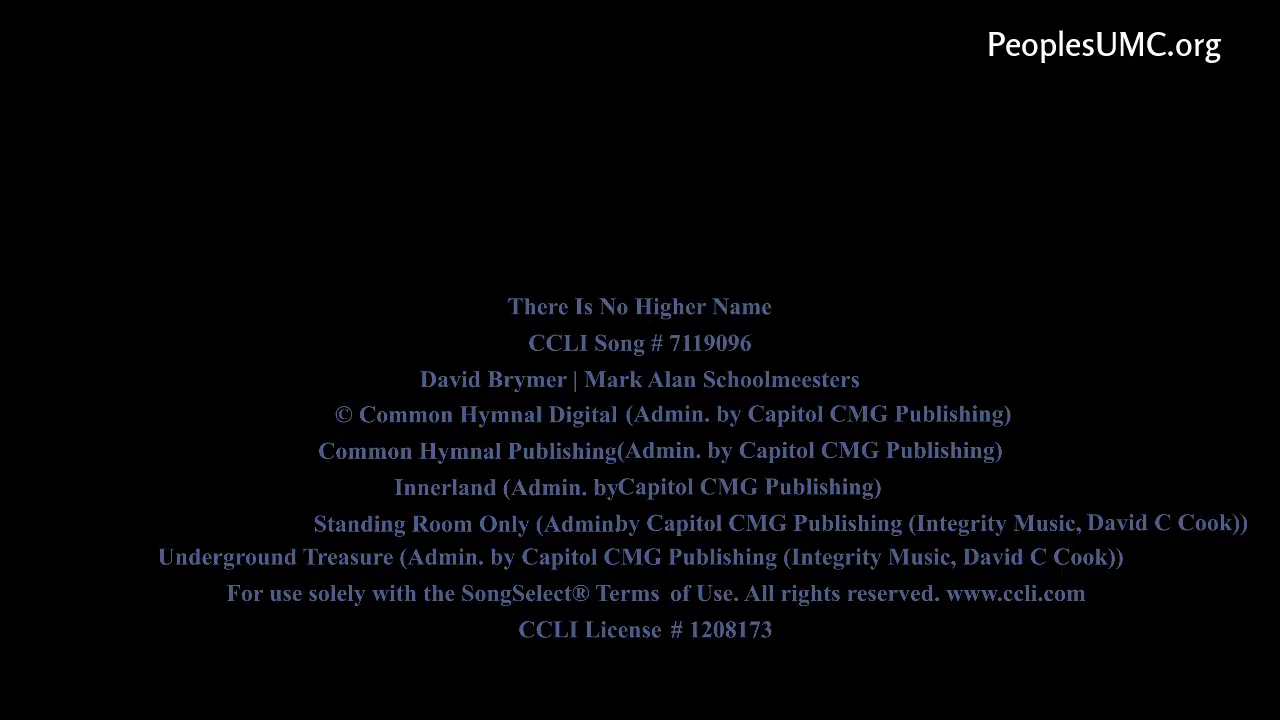 PeoplesUMC.org
There Is No Higher Name
CCLI Song # 7119096
David Brymer | Mark Alan Schoolmeesters
© Common Hymnal Digital (Admin. by Capitol CMG Publishing)
Common Hymnal Publishing(Admin. by Capitol CMG Publishing)
Innerland (Admin. byCapitol CMG Publishing)
Standing Room Only (Adminby Capitol CMG Publishing (Integrity Music, David C Cook))
Underground Treasure (Admin. by Capitol CMG Publishing (Integrity Music, David C Cook))
For use solely with the SongSelect® Terms of Use. All rights reserved. www.ccli.com
CCLI License # 1208173